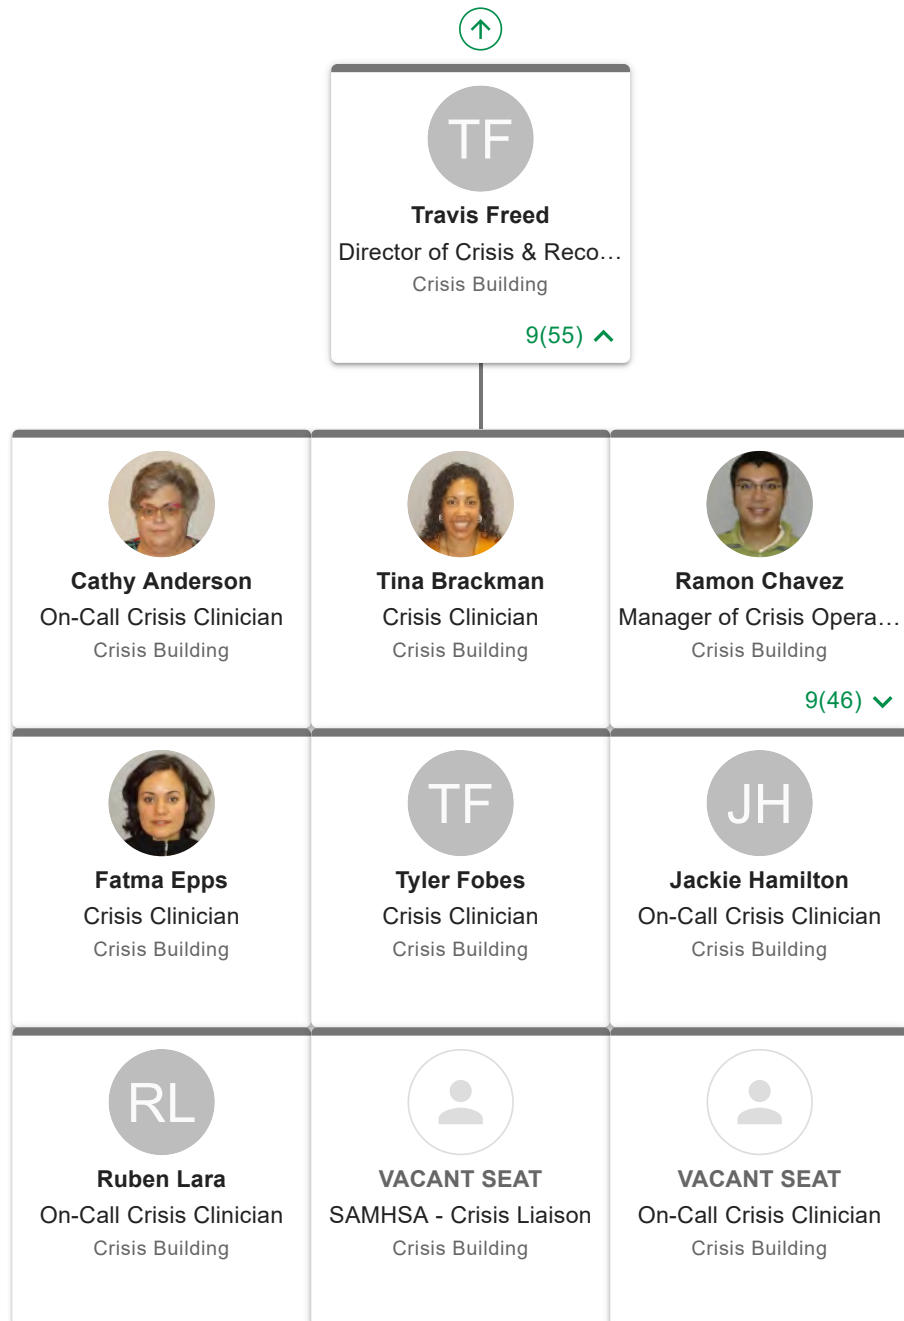 TF
Travis Freed
Director of Crisis & Reco…
Crisis Building
9(55)
Cathy Anderson
On-Call Crisis Clinician
Crisis Building
Tina Brackman
Crisis Clinician
Crisis Building
Ramon Chavez
Manager of Crisis Opera…
Crisis Building
9(46)
Fatma Epps
Crisis Clinician
Crisis Building
TF
Tyler Fobes
Crisis Clinician
Crisis Building
JH
Jackie Hamilton
On-Call Crisis Clinician
Crisis Building
RL
Ruben Lara
On-Call Crisis Clinician
Crisis Building
VACANT SEAT
SAMHSA - Crisis Liaison
Crisis Building
VACANT SEAT
On-Call Crisis Clinician
Crisis Building